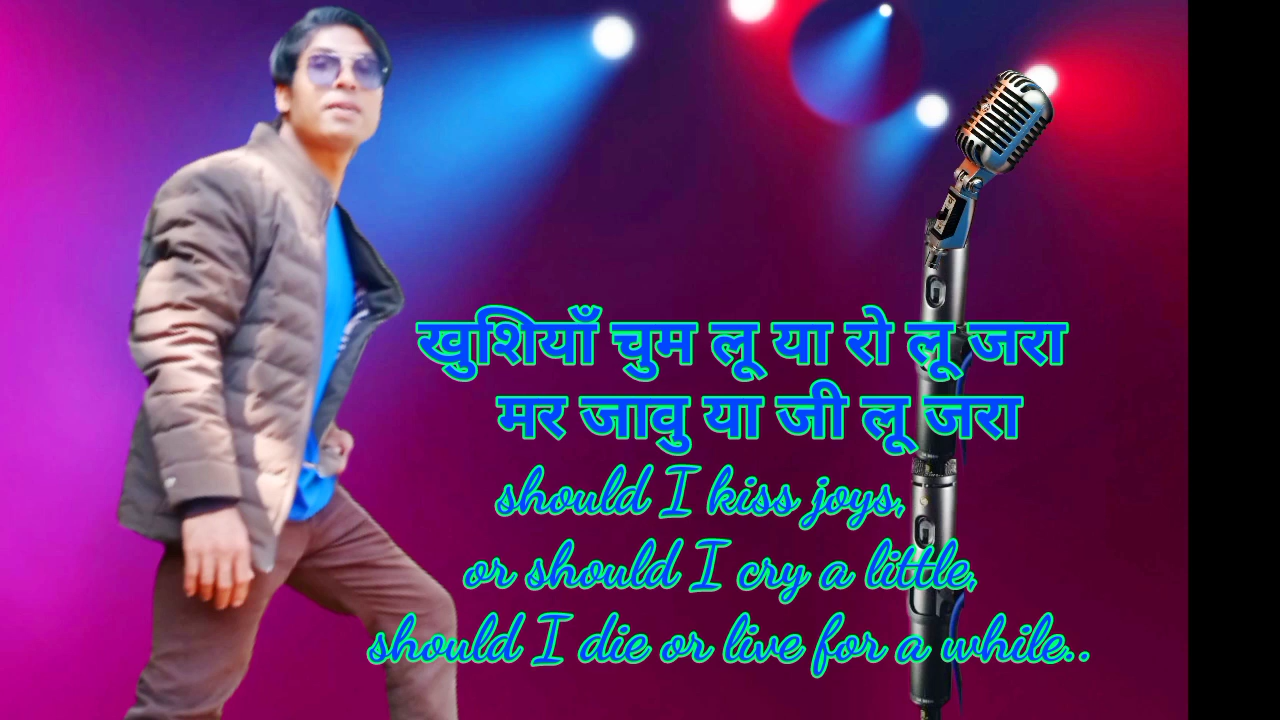 खुशियाँ चुम लू या रो लू जरा
मर जावु या जी लू जरा
should I kiss joys,
or should I cry a little,
should I die or live for a while..